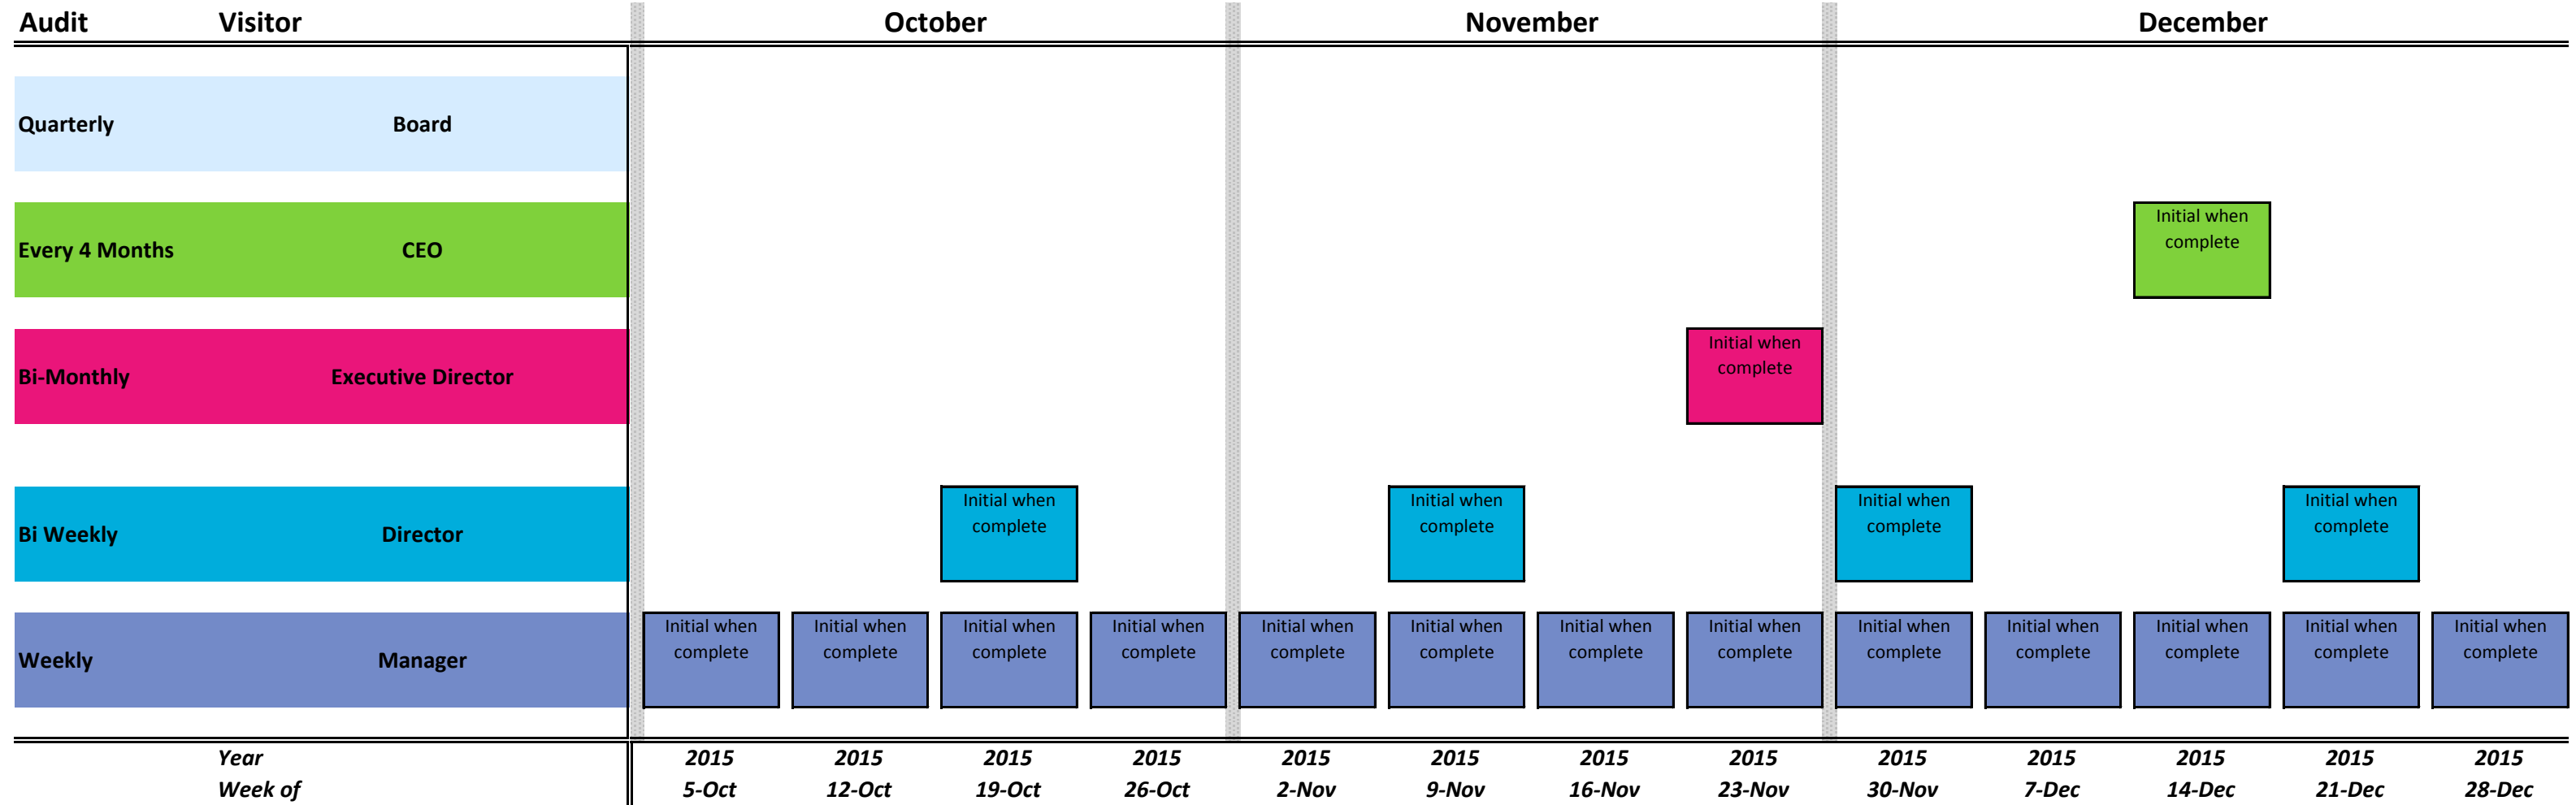 Audit Visitor October November December
Quarterly Board
Initial when
complete
Every 4 Months CEO
Initial when
complete
Bi-Monthly Executive Director
Initial when Initial when Initial when Initial when
complete complete complete complete
Bi Weekly Director
Initial when Initial when Initial when Initial when Initial when Initial when Initial when Initial when Initial when Initial when Initial when Initial when Initial when
complete complete complete complete complete complete complete complete complete complete complete complete complete
Weekly Manager
Year 2015 2015 2015 2015 2015 2015 2015 2015 2015 2015 2015 2015 2015
Week of 5-Oct 12-Oct 19-Oct 26-Oct 2-Nov 9-Nov 16-Nov 23-Nov 30-Nov 7-Dec 14-Dec 21-Dec 28-Dec